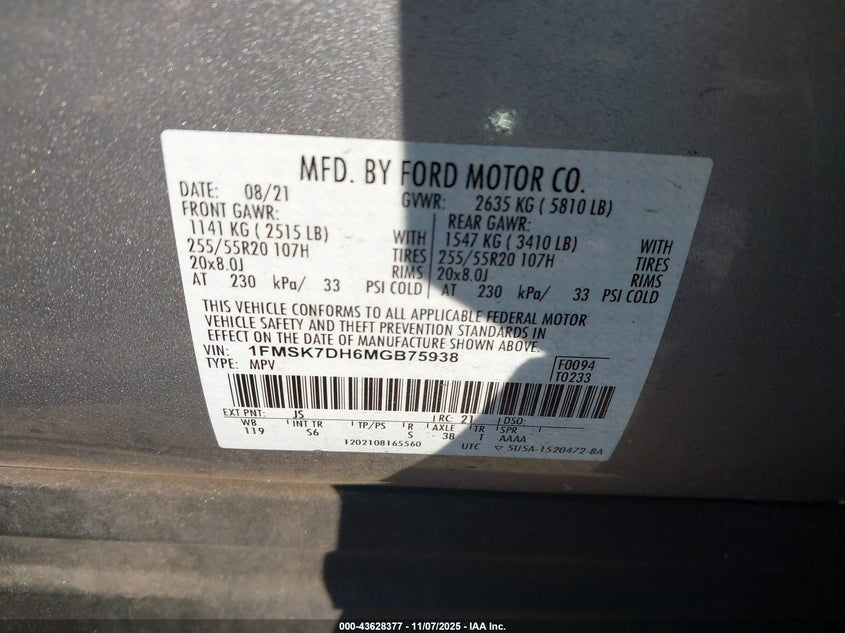 MFD. BY FORD MOTOR CO.
DATE: 08/21 GVWR: 2635 KG ( 5810 LB)
FRONT GAWR: REAR GAWR:
1141 KG ( 2515 LB) WITH 1547 KG ( 3410 LB) WITH
255/55R20 107H TIRES 255/55R20 107H TIRES
20x8.0J RIMS 20x8.0J RIMS
AT 230 kPa/ 33 PSI COLD AT 230 kPa/ 33 PSI COLD
THIS VEHICLE CONFORMS TO ALL APPLICABLE FEDERAL MOTOR
VEHICLE SAFETY AND THEFT PREVENTION STANDARDS IN
EFFECT ON THE DATE OF MANUFACTURE SHOWN ABOVE.
VIN: 1FMSK7DH6MGB75938 F0094
TYPE: MPV T0233
EXT PNT: JS RC: 21 DSO:
WB INT TR TP/PS R AXLE TR SPR
119 S6 S 3B T AAAA
1202108165560 UTC ▽ 5U5A-1520472-BA
000-43628377 - 11/07/2025 - IAA Inc.